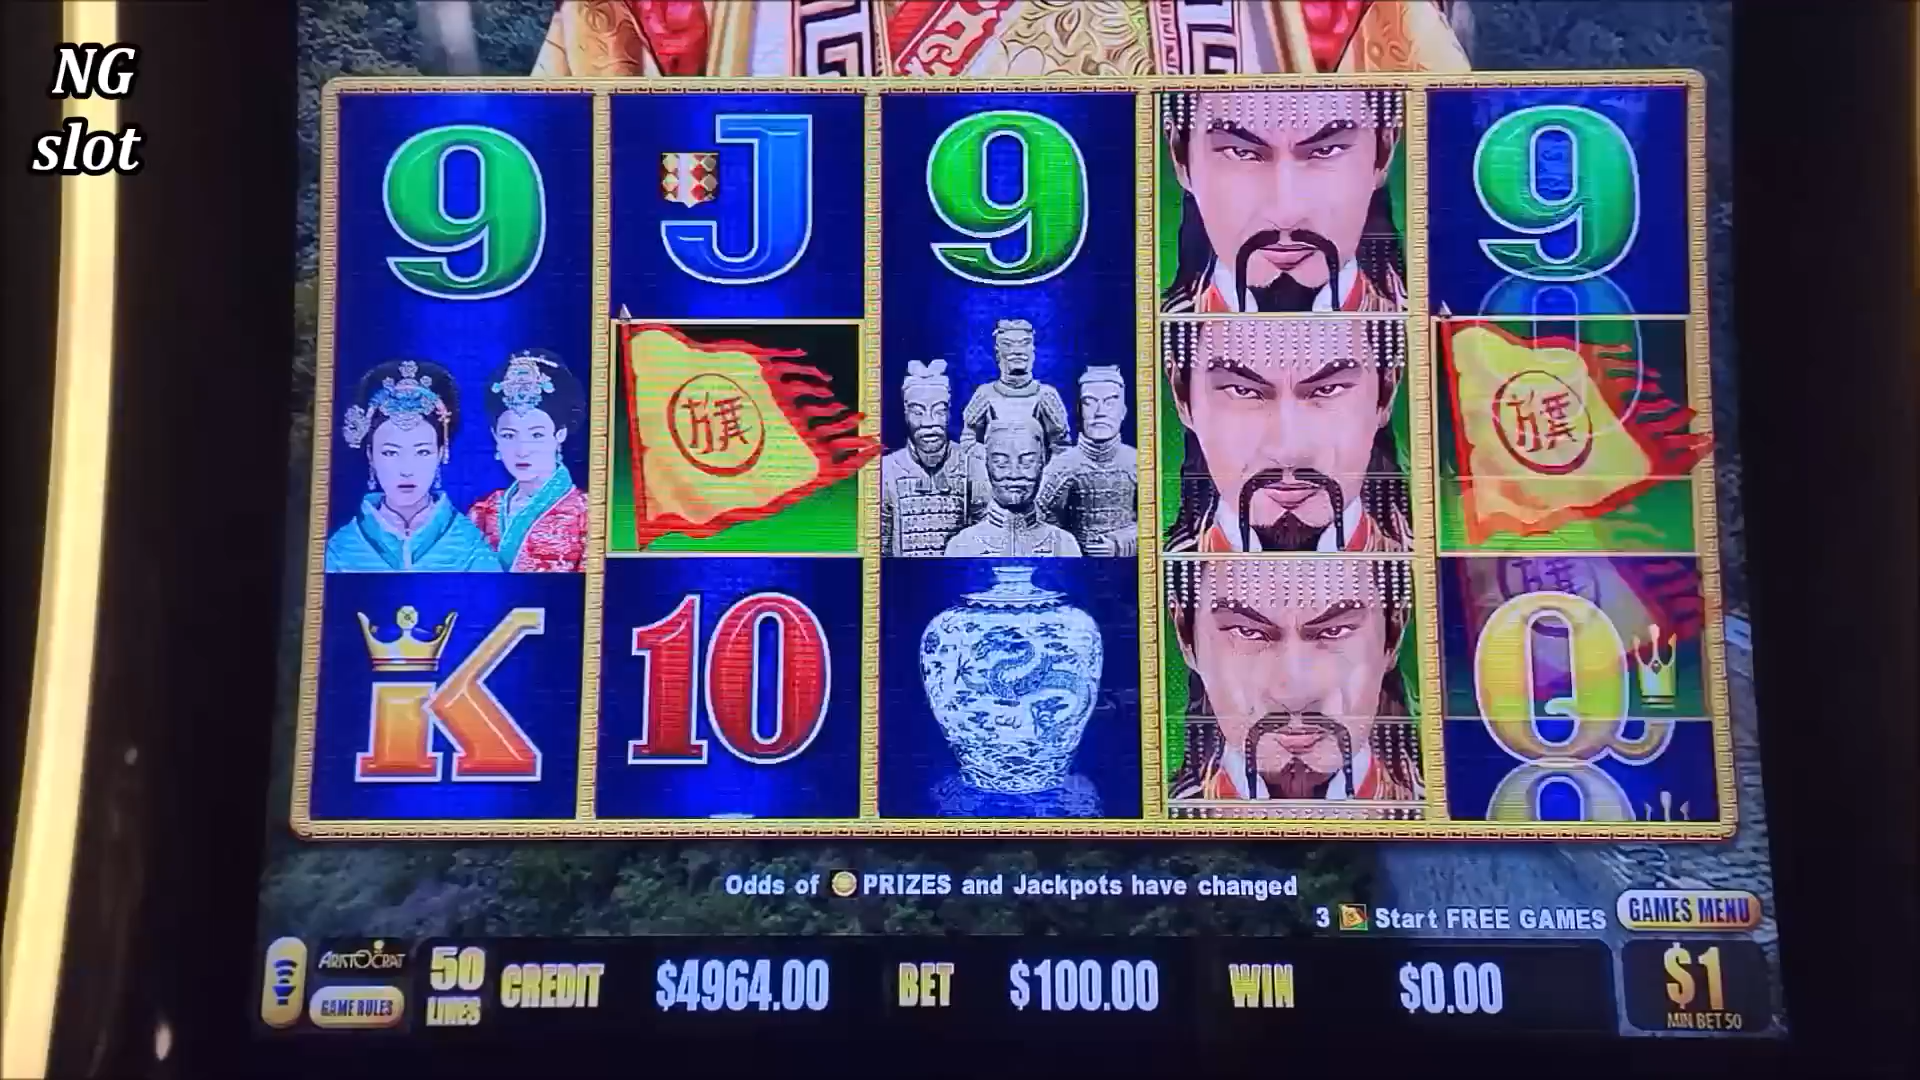 NG
slot
9 J 9 9
旗 旗
K 10 Q
Odds of PRIZES and Jackpots have changed
3 Start FREE GAMES
GAMES MENU
ARISTOCRAT
GAME RULES
50
LINES
CREDIT $4964.00 BET $100.00 WIN $0.00
$1
MIN BET 50